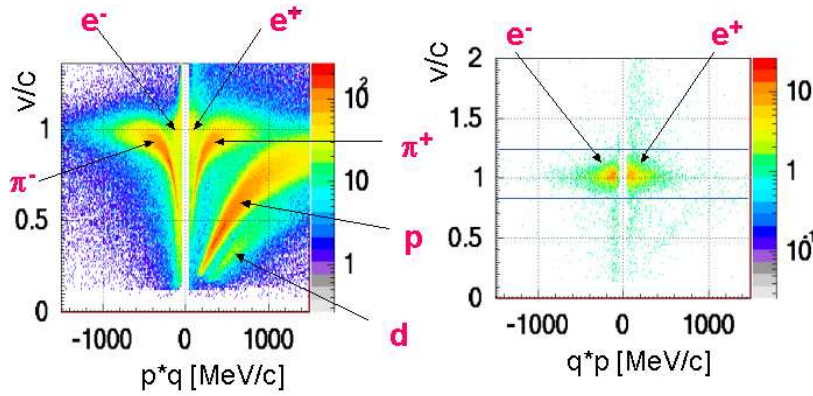 e-
e+
v/c
1
0.5
0
π-
π+
p
d
10²
10
1
-1000
0
1000
p*q [MeV/c]
e-
e+
v/c
2
1.5
1
0.5
0
10
1
10⁻¹
-1000
0
1000
q*p [MeV/c]